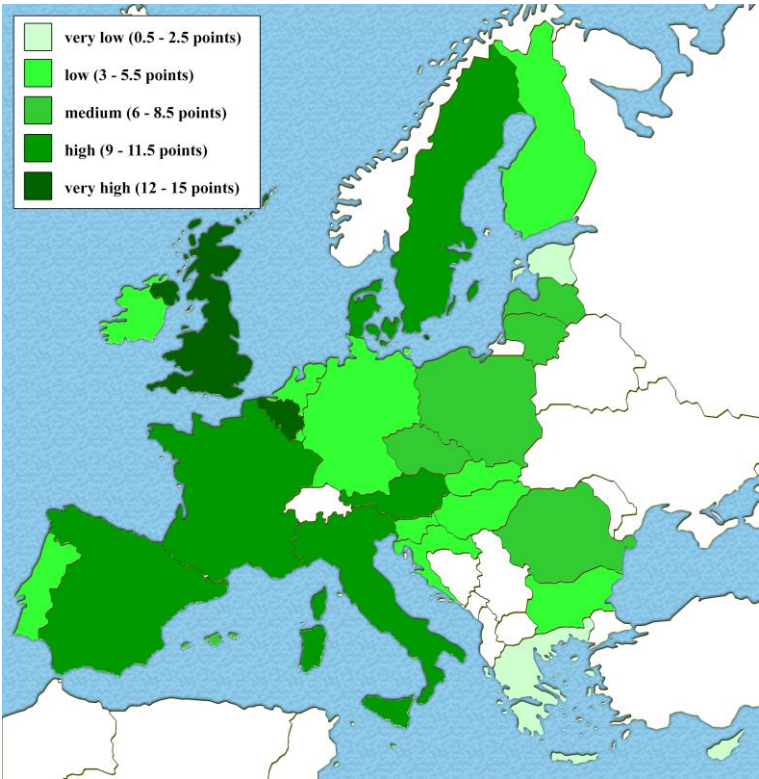 very low (0.5 - 2.5 points)
low (3 - 5.5 points)
medium (6 - 8.5 points)
high (9 - 11.5 points)
very high (12 - 15 points)